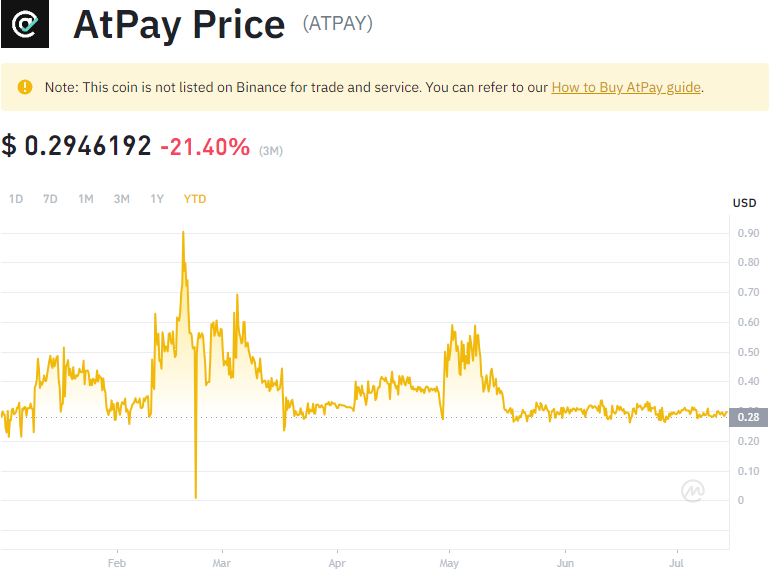 AtPay Price (ATPAY)
Note: This coin is not listed on Binance for trade and service. You can refer to our How to Buy AtPay guide.
$ 0.2946192 -21.40% (3M)
1D 7D 1M 3M 1Y YTD
USD
0.90
0.80
0.70
0.60
0.50
0.40
0.28
0.20
0.10
0
Feb Mar Apr May Jun Jul